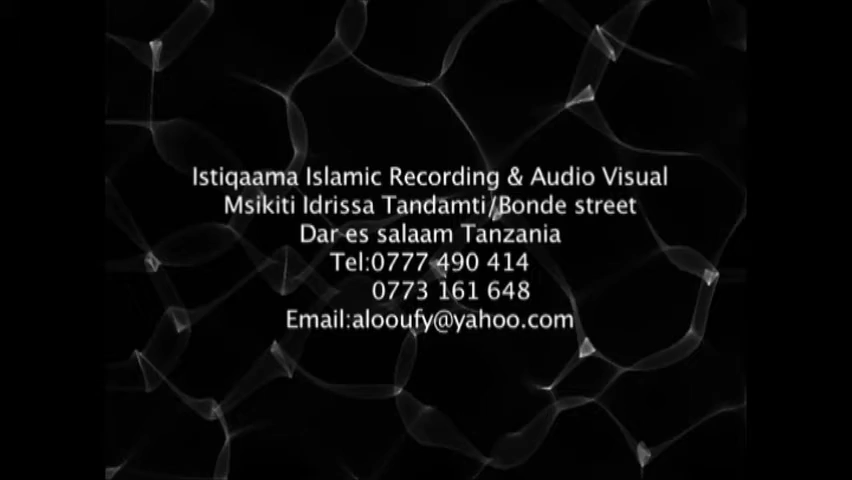 Istiqaama Islamic Recording & Audio Visual
Msikiti Idrissa Tandamti/Bonde street
Dar es salaam Tanzania
Tel:0777 490 414
0773 161 648
Email:alooufy@yahoo.com